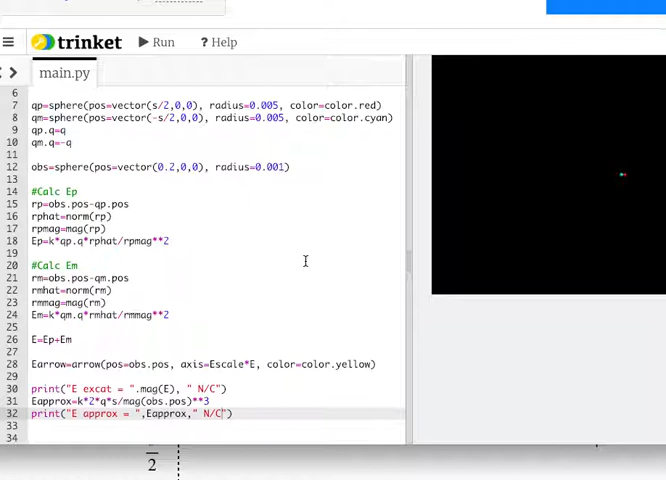 trinket
Run
? Help
main.py
6
7 qp=sphere(pos=vector(s/2,0,0), radius=0.005, color=color.red)
8 qm=sphere(pos=vector(-s/2,0,0), radius=0.005, color=color.cyan)
9 qp.q=q
10 qm.q=-q
11
12 obs=sphere(pos=vector(0.2,0,0), radius=0.001)
13
14 #Calc Ep
15 rp=obs.pos-qp.pos
16 rphat=norm(rp)
17 rpmag=mag(rp)
18 Ep=k*qp.q*rphat/rpmag**2
19
20 #Calc Em
21 rm=obs.pos-qm.pos
22 rmhat=norm(rm)
23 rmmag=mag(rm)
24 Em=k*qm.q*rmhat/rmmag**2
25
26 E=Ep+Em
27
28 Earrow=arrow(pos=obs.pos, axis=Escale*E, color=color.yellow)
29
30 print("E excat = ".mag(E), " N/C")
31 Eapprox=k*2*q*s/mag(obs.pos)**3
32 print("E approx = ",Eapprox," N/C")
33
34
2